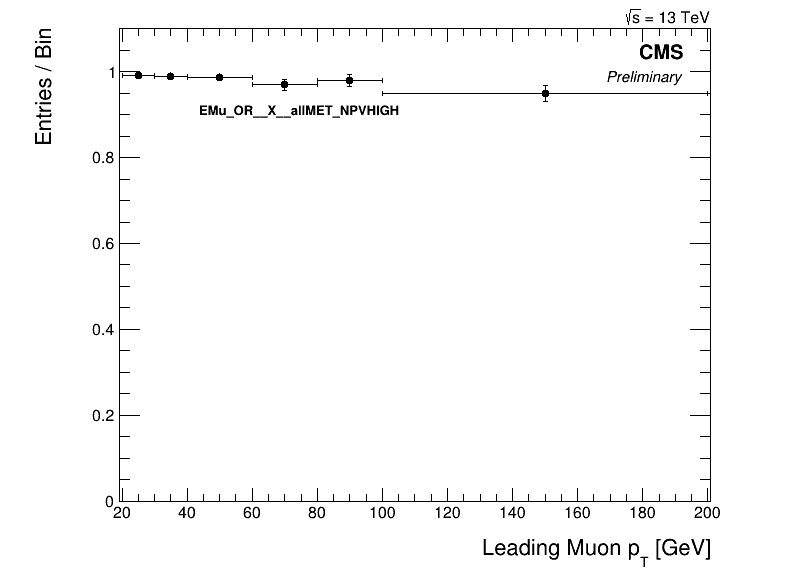 √s = 13 TeV
Entries / Bin
CMS
Preliminary
EMu_OR__X__allMET_NPVHIGH
1
0.8
0.6
0.4
0.2
0
20 40 60 80 100 120 140 160 180 200
Leading Muon pT [GeV]